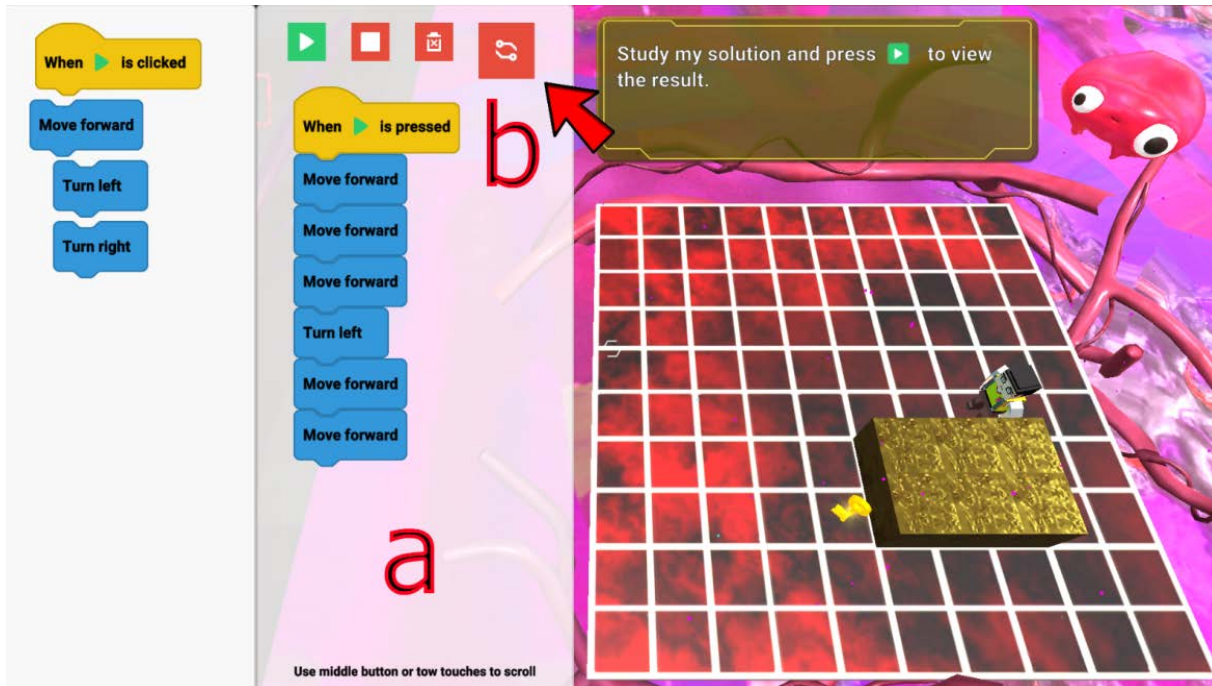 When is clicked
Move forward
Turn left
Turn right
When is pressed
Move forward
Move forward
Move forward
Turn left
Move forward
Move forward
a
Use middle button or tow touches to scroll
b
Study my solution and press to view
the result.